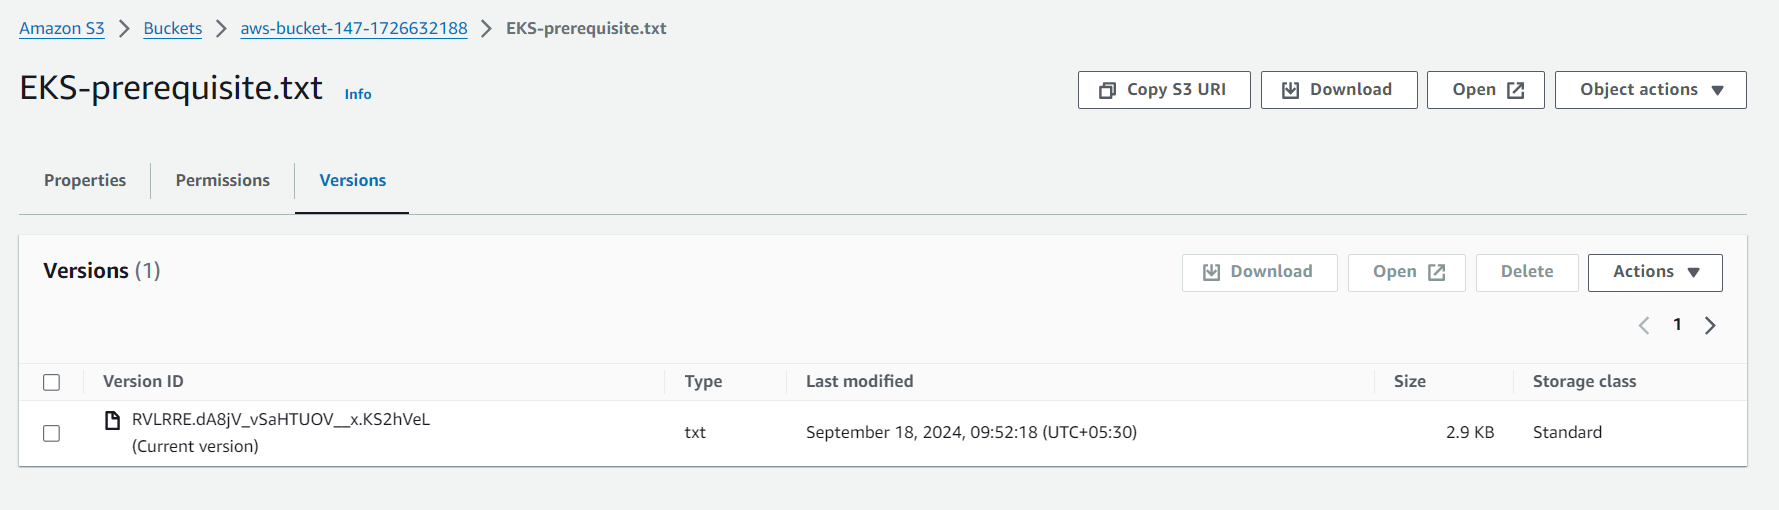 Amazon S3 > Buckets > aws-bucket-147-1726632188 > EKS-prerequisite.txt
EKS-prerequisite.txt Info
Copy S3 URI Download Open Object actions
Properties Permissions Versions
Versions (1)
Download Open Delete Actions
1
Version ID Type Last modified Size Storage class
RVLRRE.dA8jV_vSaHTUOV__x.KS2hVeL
(Current version)
txt September 18, 2024, 09:52:18 (UTC+05:30) 2.9 KB Standard